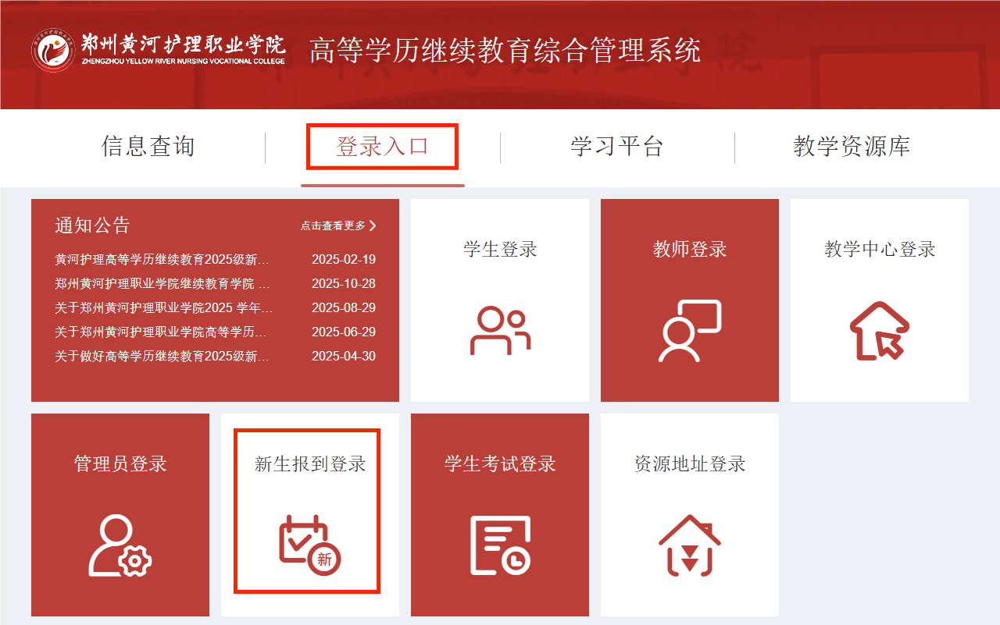 郑州黄河护理职业学院
ZHENGZHOU YELLOW RIVER NURSING VOCATIONAL COLLEGE
高等学历继续教育综合管理系统
信息查询
登录入口
学习平台
教学资源库
通知公告
点击查看更多
黄河护理高等学历继续教育2025级新... 2025-02-19
郑州黄河护理职业学院继续教育学院 ... 2025-10-28
关于郑州黄河护理职业学院2025 学年... 2025-08-29
关于郑州黄河护理职业学院高等学历... 2025-06-29
关于做好高等学历继续教育2025级新... 2025-04-30
学生登录
教师登录
教学中心登录
管理员登录
新生报到登录
新
学生考试登录
资源地址登录